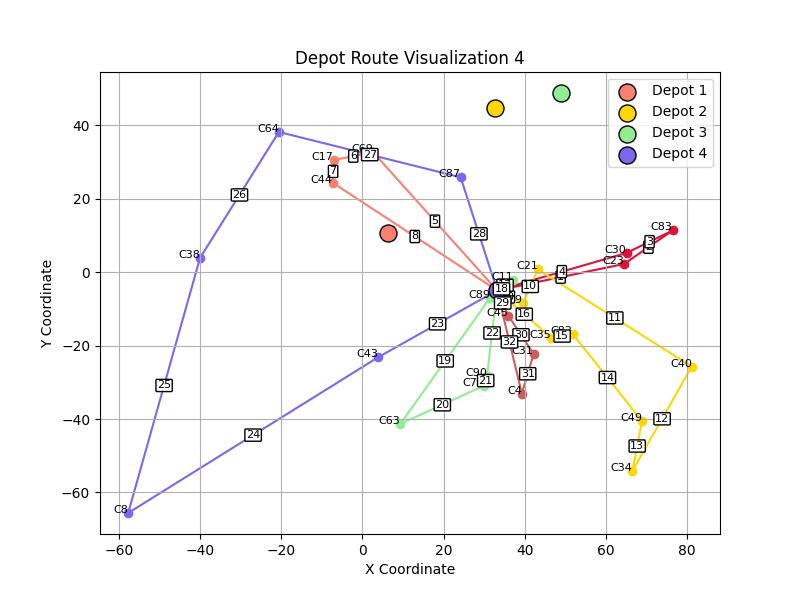 Depot Route Visualization 4
Depot 1
Depot 2
Depot 3
Depot 4
Y Coordinate
40
20
0
−20
−40
−60
−60
−40
−20
0
20
40
60
80
X Coordinate
C64
C17
6
27
7
C44
C87
26
5
8
28
C83
C30
3
C23
4
C38
C21
C11
10
18
C89
29
16
11
23
22
30
C35
15
32
C31
C43
19
C40
31
14
C90
21
C7
C4
25
20
C63
C49
12
24
13
C34
C8